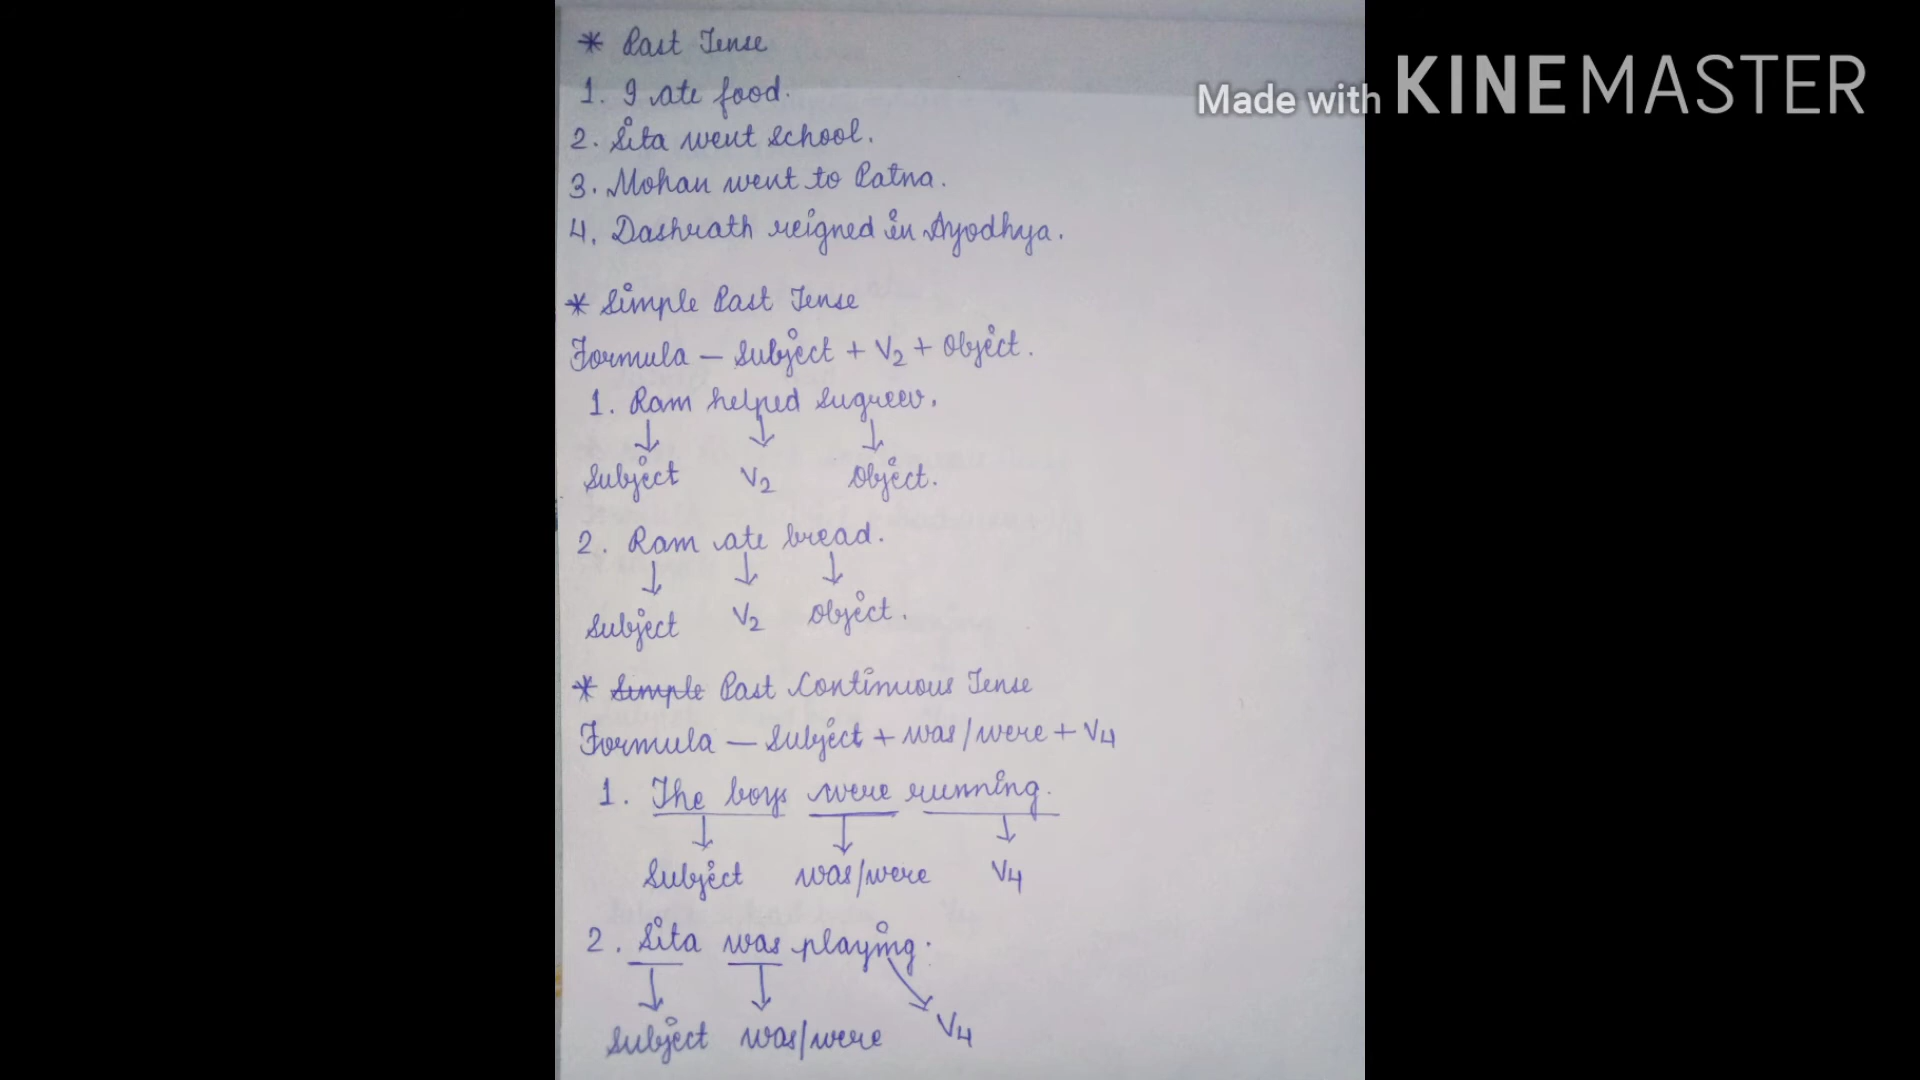 * Past Tense
Made with KINEMASTER
1. I ate food.
2. Sita went school.
3. Mohan went to Patna.
4. Dashrath reigned in Ayodhya.
* Simple Past Tense
Formula — Subject + V2 + Object.
1. Ram helped Sugreev.
Subject V2 Object.
2. Ram ate bread.
Subject V2 Object.
* Simple Past Continuous Tense
Formula — Subject + was/were + V4
1. The boys were running.
Subject was/were V4
2. Sita was playing.
Subject was/were V4